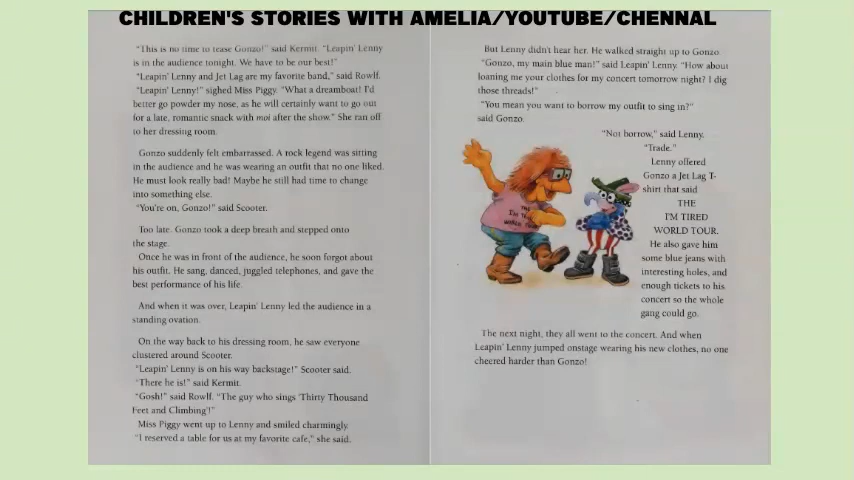 CHILDREN'S STORIES WITH AMELIA/YOUTUBE/CHENNAL
"This is no time to tease Gonzo!" said Kermit. "Leapin' Lenny
is in the audience tonight. We have to be our best!"
"Leapin' Lenny and Jet Lag are my favorite band," said Rowlf.
"Leapin' Lenny!" sighed Miss Piggy. "What a dreamboat! I'd
better go powder my nose, as he will certainly want to go out
for a late, romantic snack with moi after the show." She ran off
to her dressing room.
Gonzo suddenly felt embarrassed. A rock legend was sitting
in the audience and he was wearing an outfit that no one liked.
He must look really bad! Maybe he still had time to change
into something else.
"You're on, Gonzo!" said Scooter.
Too late. Gonzo took a deep breath and stepped onto
the stage.
Once he was in front of the audience, he soon forgot about
his outfit. He sang, danced, juggled telephones, and gave the
best performance of his life.
And when it was over, Leapin' Lenny led the audience in a
standing ovation.
On the way back to his dressing room, he saw everyone
clustered around Scooter.
"Leapin' Lenny is on his way backstage!" Scooter said.
"There he is!" said Kermit.
"Gosh!" said Rowlf. "The guy who sings 'Thirty Thousand
Feet and Climbing'!"
Miss Piggy went up to Lenny and smiled charmingly.
"I reserved a table for us at my favorite cafe," she said.
But Lenny didn't hear her. He walked straight up to Gonzo.
"Gonzo, my main blue man!" said Leapin' Lenny. "How about
loaning me your clothes for my concert tomorrow night? I dig
those threads!"
"You mean you want to borrow my outfit to sing in?"
said Gonzo.
"Not borrow," said Lenny.
"Trade."
Lenny offered
Gonzo a Jet Lag T-
shirt that said
THE
I'M TIRED
WORLD TOUR.
He also gave him
some blue jeans with
interesting holes, and
enough tickets to his
concert so the whole
gang could go.
The next night, they all went to the concert. And when
Leapin' Lenny jumped onstage wearing his new clothes, no one
cheered harder than Gonzo!
THE
I'M TIRED
WORLD TOUR